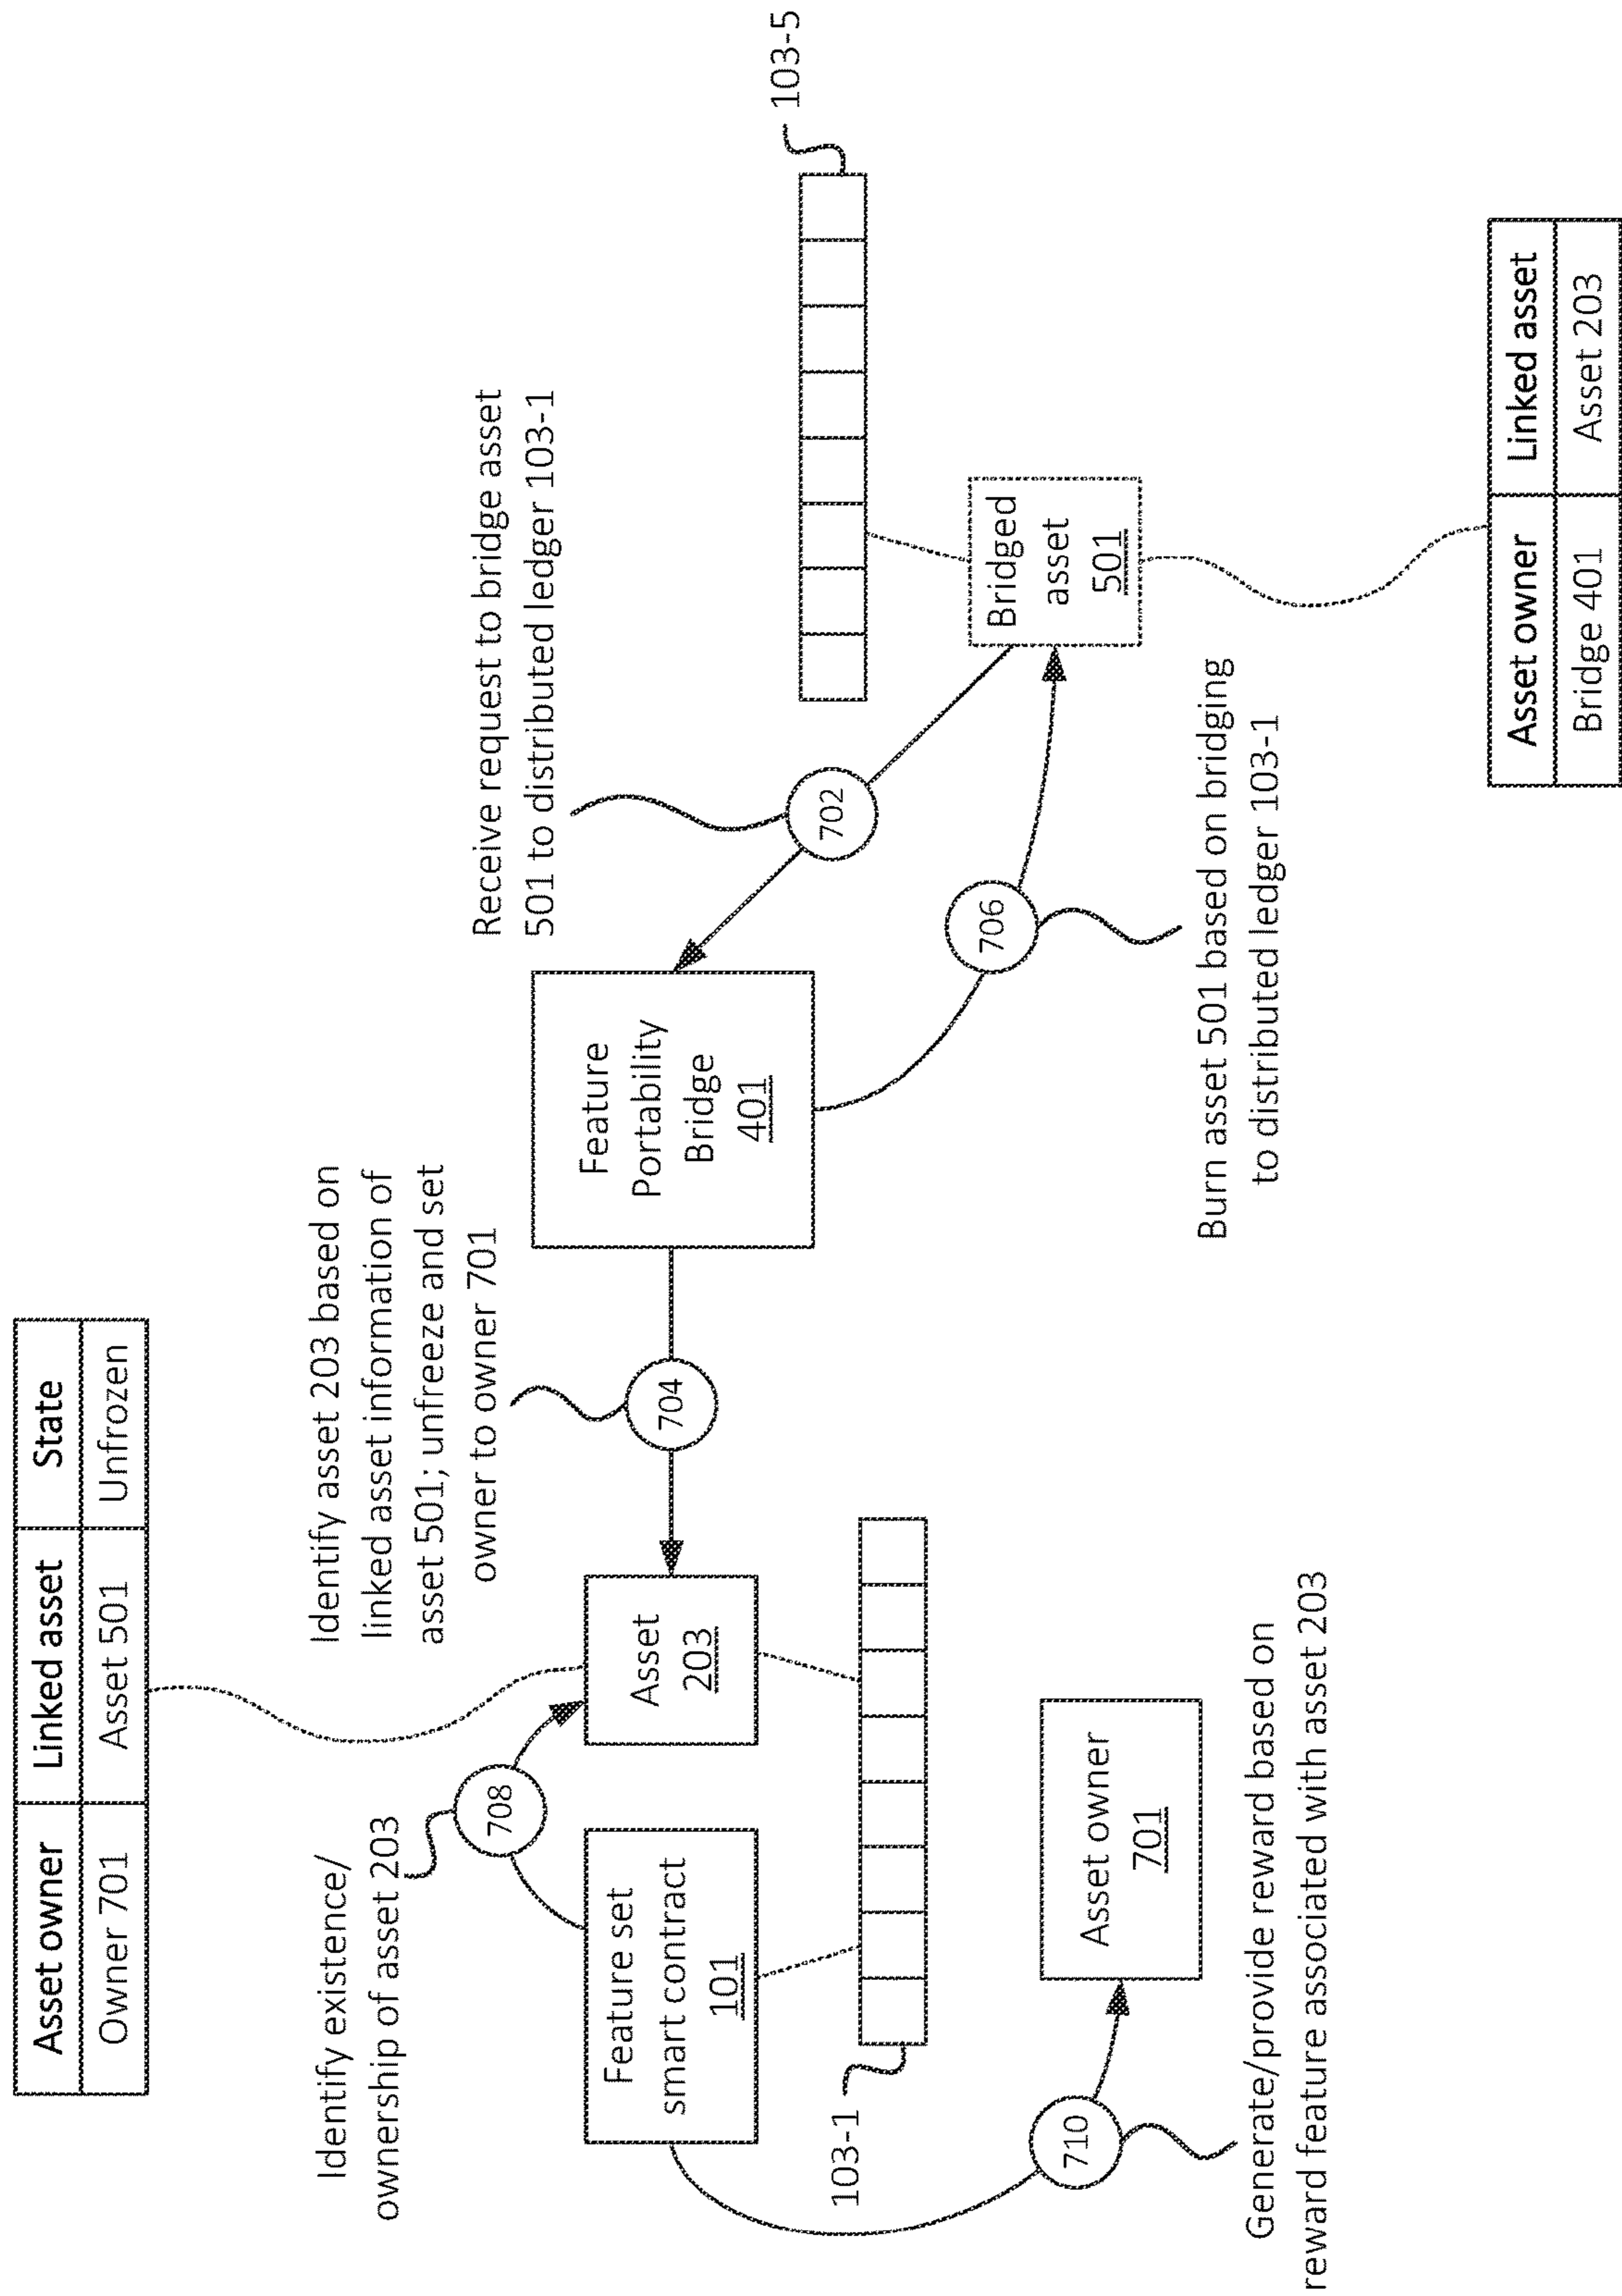 Asset owner Linked asset State
Owner 701 Asset 501 Unfrozen
Identify existence/
ownership of asset 203
708
Identify asset 203 based on
linked asset information of
asset 501; unfreeze and set
owner to owner 701
704
Receive request to bridge asset
501 to distributed ledger 103-1
702
Feature set
smart contract
101
Asset
203
Feature
Portability
Bridge
401
103-5
103-1
706
Bridged
asset
501
710
Asset owner
701
Burn asset 501 based on bridging
to distributed ledger 103-1
Generate/provide reward based on
reward feature associated with asset 203
Asset owner Linked asset
Bridge 401 Asset 203